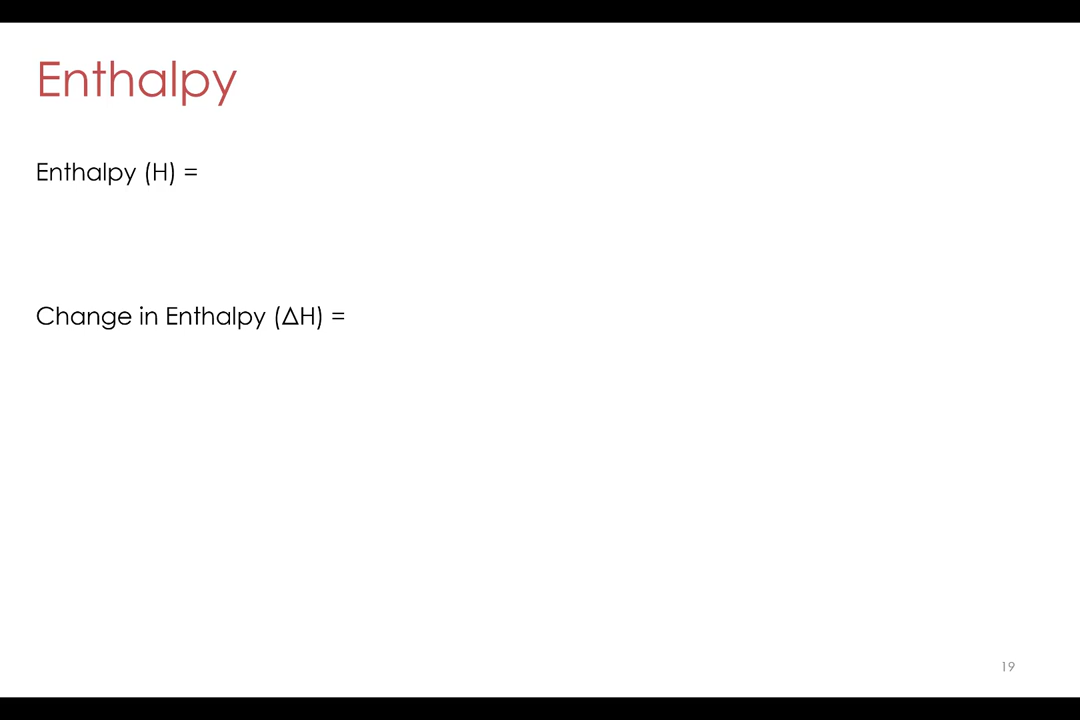 Enthalpy
Enthalpy (H) =
Change in Enthalpy (ΔH) =
19